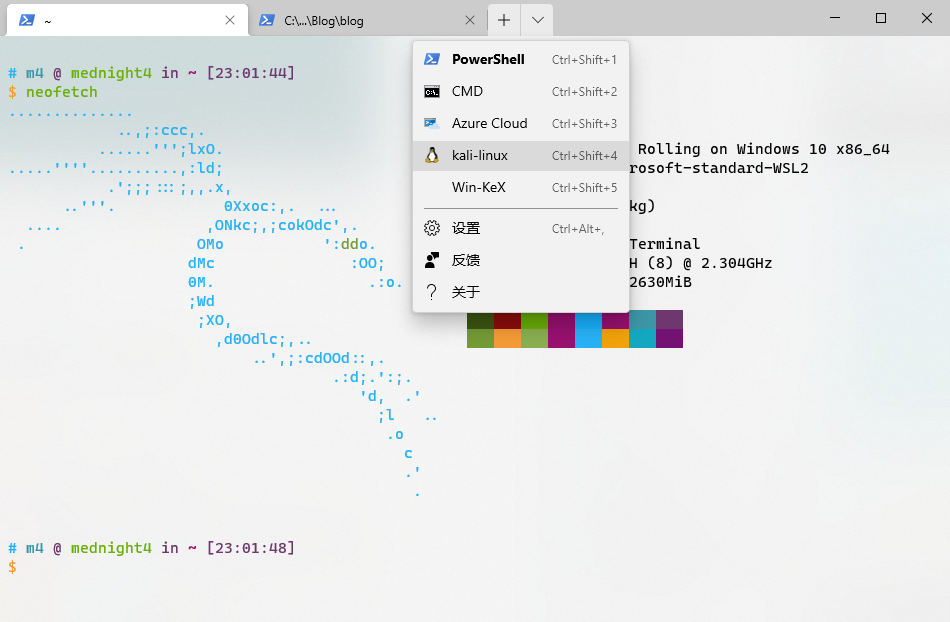 ~
C:\...\Blog\blog
# m4 @ mednight4 in ~ [23:01:44]
$ neofetch
PowerShell Ctrl+Shift+1
CMD Ctrl+Shift+2
Azure Cloud Ctrl+Shift+3
kali-linux Ctrl+Shift+4
Win-KeX Ctrl+Shift+5
设置 Ctrl+Alt+,
反馈
关于
.............
..,;:ccc,.
......''';lxO.
.....''''..........,:ld;
.';;;:::;,,.x,
..'''. 0Xxoc:,. ...
.... ,ONkc;,;cokOdc',.
. OMo ':ddo.
dMc :OO;
0M. .:o.
;Wd
;XO,
,d0Odlc;,..
..',;:cdOOd::,.
.:d;.':;.
'd, .'
;l ..
.o
c
.'
.
Rolling on Windows 10 x86_64
rosoft-standard-WSL2
kg)
Terminal
H (8) @ 2.304GHz
2630MiB
# m4 @ mednight4 in ~ [23:01:48]
$